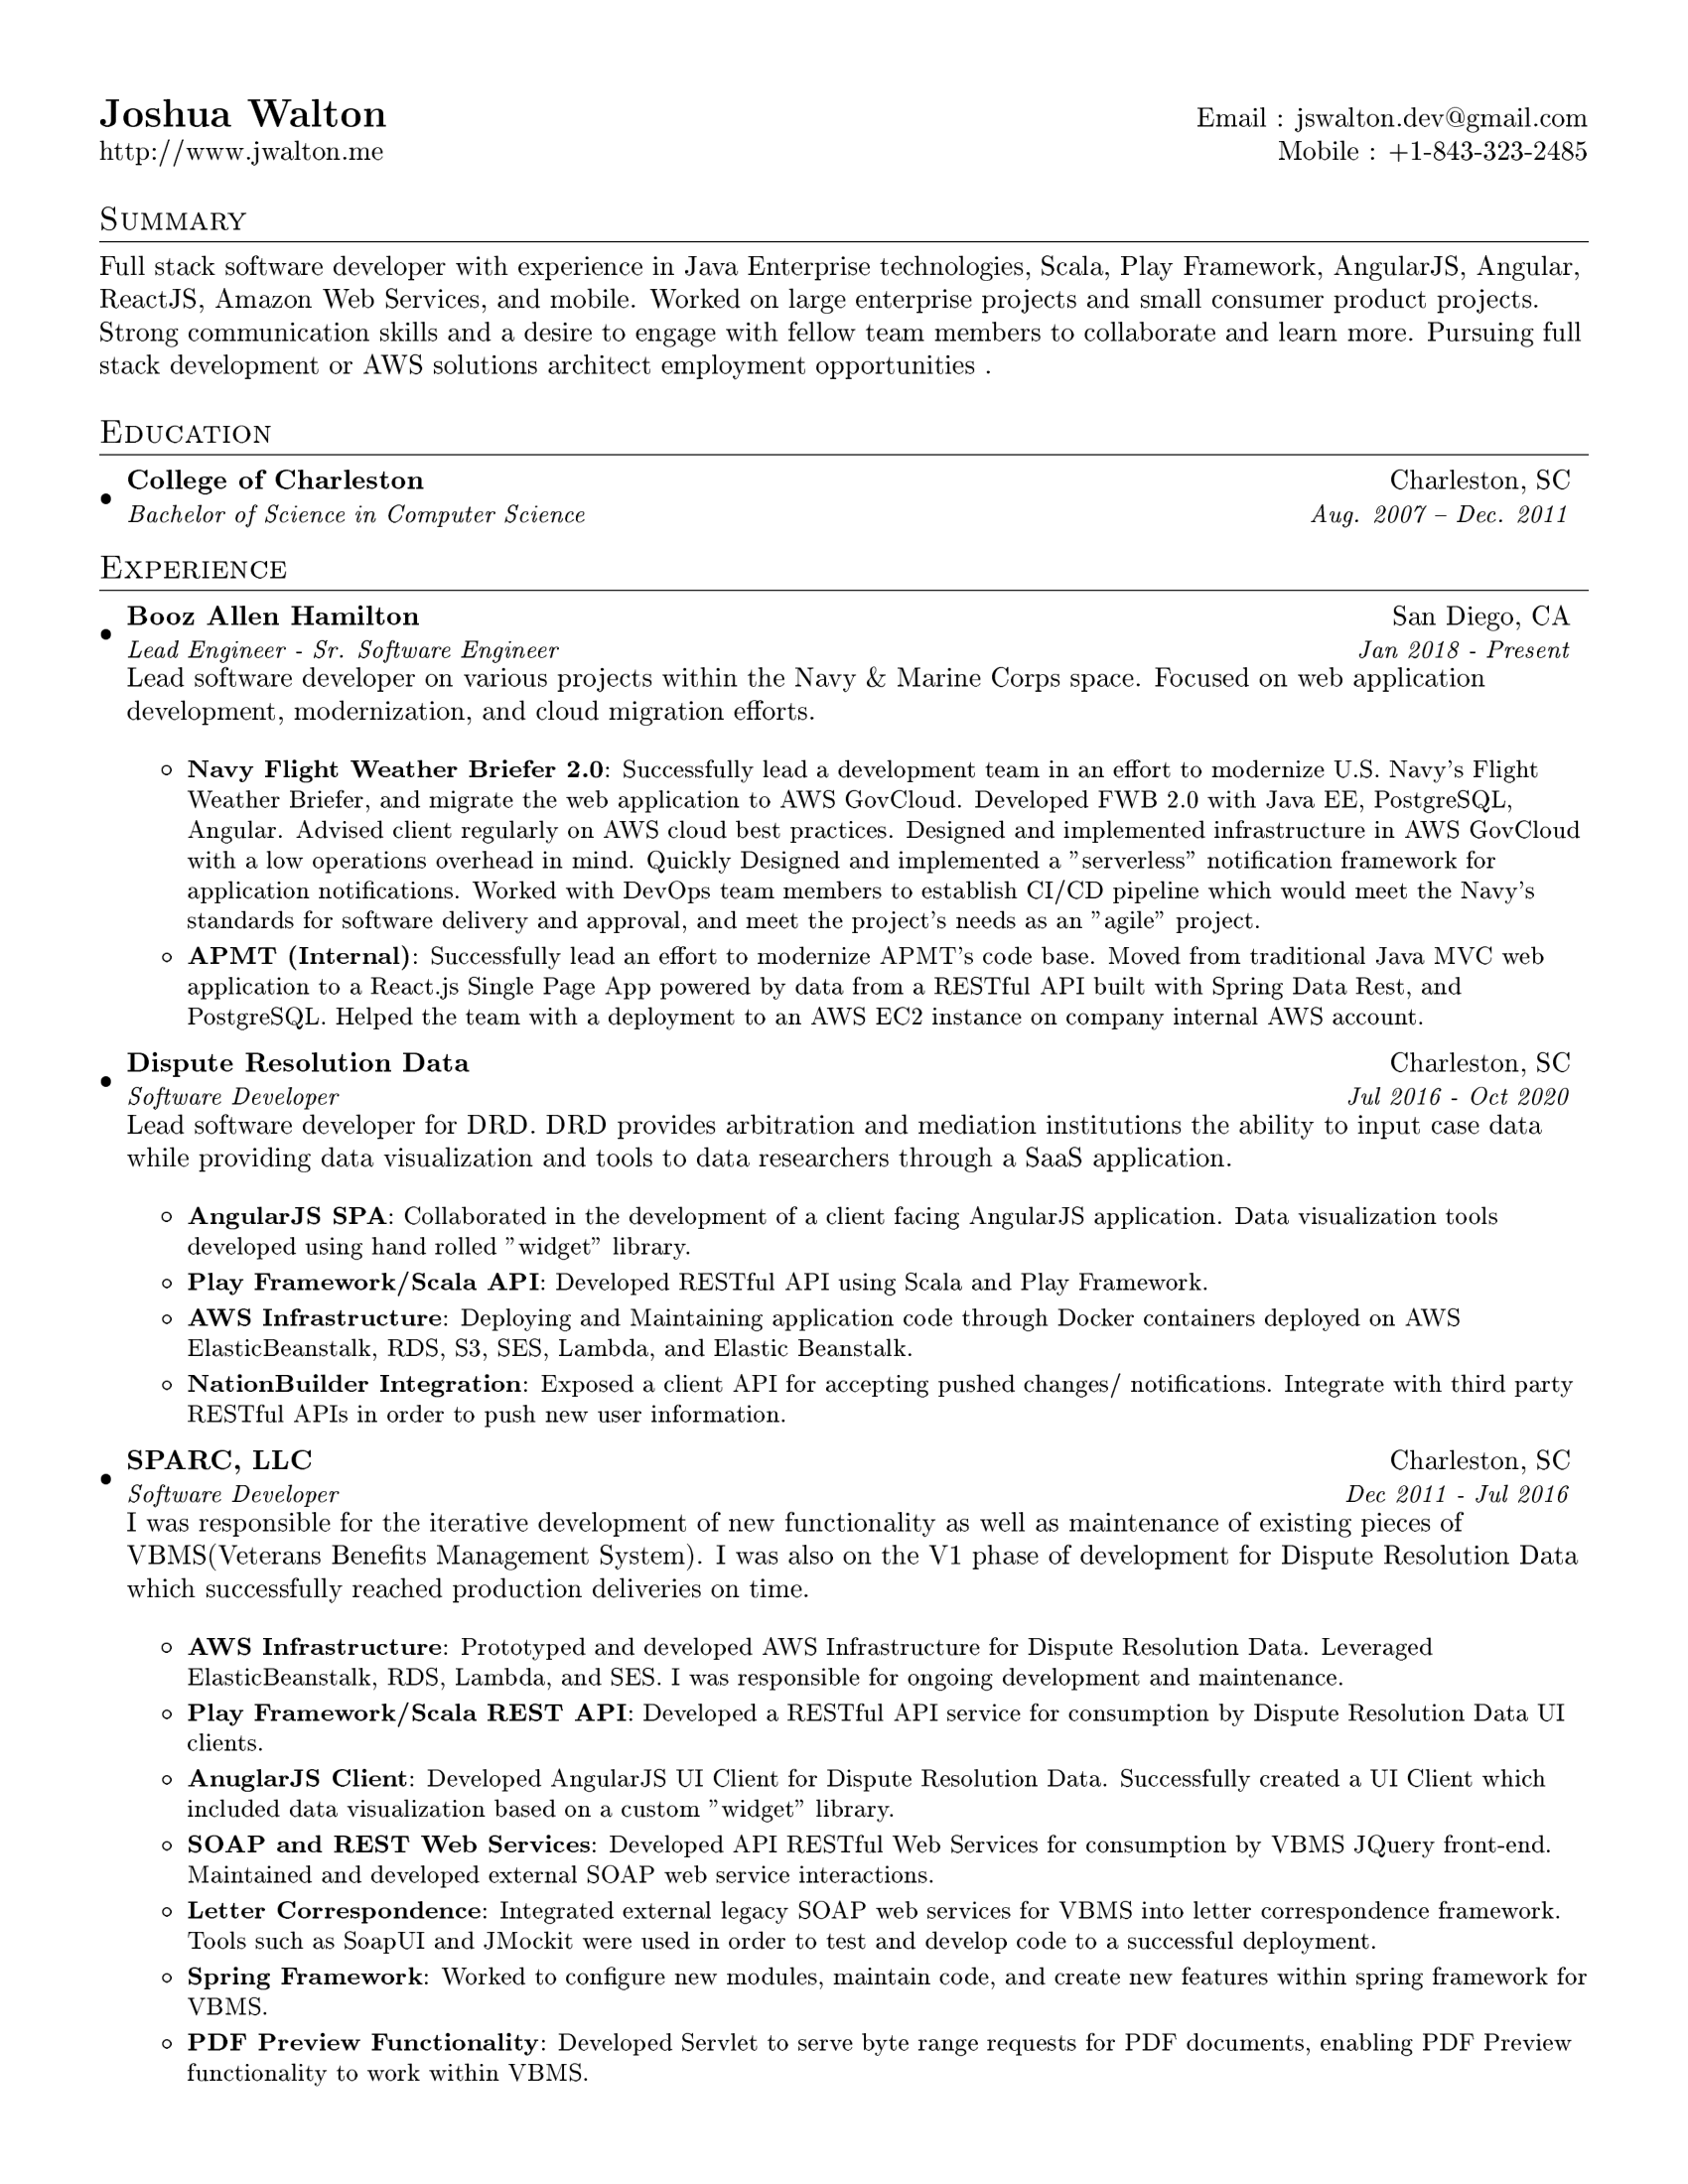 Joshua Walton
Email : jswalton.dev@gmail.com
http://www.jwalton.me
Mobile : +1-843-323-2485
Summary
Full stack software developer with experience in Java Enterprise technologies, Scala, Play Framework, AngularJS, Angular,
ReactJS, Amazon Web Services, and mobile. Worked on large enterprise projects and small consumer product projects.
Strong communication skills and a desire to engage with fellow team members to collaborate and learn more. Pursuing full
stack development or AWS solutions architect employment opportunities .
Education
• College of Charleston
Charleston, SC
Bachelor of Science in Computer Science
Aug. 2007 – Dec. 2011
Experience
• Booz Allen Hamilton
San Diego, CA
Lead Engineer - Sr. Software Engineer
Jan 2018 - Present
Lead software developer on various projects within the Navy & Marine Corps space. Focused on web application
development, modernization, and cloud migration efforts.
◦ Navy Flight Weather Briefer 2.0: Successfully lead a development team in an effort to modernize U.S. Navy's Flight
Weather Briefer, and migrate the web application to AWS GovCloud. Developed FWB 2.0 with Java EE, PostgreSQL,
Angular. Advised client regularly on AWS cloud best practices. Designed and implemented infrastructure in AWS GovCloud
with a low operations overhead in mind. Quickly Designed and implemented a ”serverless” notification framework for
application notifications. Worked with DevOps team members to establish CI/CD pipeline which would meet the Navy's
standards for software delivery and approval, and meet the project's needs as an ”agile” project.
◦ APMT (Internal): Successfully lead an effort to modernize APMT's code base. Moved from traditional Java MVC web
application to a React.js Single Page App powered by data from a RESTful API built with Spring Data Rest, and
PostgreSQL. Helped the team with a deployment to an AWS EC2 instance on company internal AWS account.
• Dispute Resolution Data
Charleston, SC
Software Developer
Jul 2016 - Oct 2020
Lead software developer for DRD. DRD provides arbitration and mediation institutions the ability to input case data
while providing data visualization and tools to data researchers through a SaaS application.
◦ AngularJS SPA: Collaborated in the development of a client facing AngularJS application. Data visualization tools
developed using hand rolled ”widget” library.
◦ Play Framework/Scala API: Developed RESTful API using Scala and Play Framework.
◦ AWS Infrastructure: Deploying and Maintaining application code through Docker containers deployed on AWS
ElasticBeanstalk, RDS, S3, SES, Lambda, and Elastic Beanstalk.
◦ NationBuilder Integration: Exposed a client API for accepting pushed changes/ notifications. Integrate with third party
RESTful APIs in order to push new user information.
• SPARC, LLC
Charleston, SC
Software Developer
Dec 2011 - Jul 2016
I was responsible for the iterative development of new functionality as well as maintenance of existing pieces of
VBMS(Veterans Benefits Management System). I was also on the V1 phase of development for Dispute Resolution Data
which successfully reached production deliveries on time.
◦ AWS Infrastructure: Prototyped and developed AWS Infrastructure for Dispute Resolution Data. Leveraged
ElasticBeanstalk, RDS, Lambda, and SES. I was responsible for ongoing development and maintenance.
◦ Play Framework/Scala REST API: Developed a RESTful API service for consumption by Dispute Resolution Data UI
clients.
◦ AnuglarJS Client: Developed AngularJS UI Client for Dispute Resolution Data. Successfully created a UI Client which
included data visualization based on a custom ”widget” library.
◦ SOAP and REST Web Services: Developed API RESTful Web Services for consumption by VBMS JQuery front-end.
Maintained and developed external SOAP web service interactions.
◦ Letter Correspondence: Integrated external legacy SOAP web services for VBMS into letter correspondence framework.
Tools such as SoapUI and JMockit were used in order to test and develop code to a successful deployment.
◦ Spring Framework: Worked to configure new modules, maintain code, and create new features within spring framework for
VBMS.
◦ PDF Preview Functionality: Developed Servlet to serve byte range requests for PDF documents, enabling PDF Preview
functionality to work within VBMS.